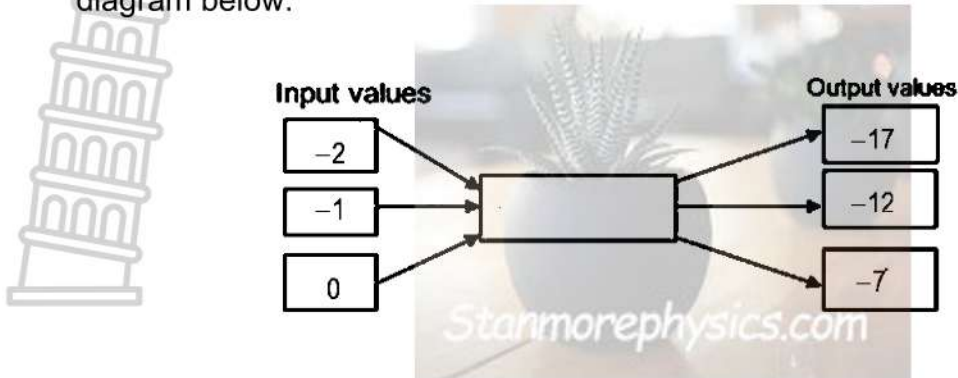 diagram below.
Input values
Output values
−2
−17
−1
−12
0
−7
Stanmorephysics.com